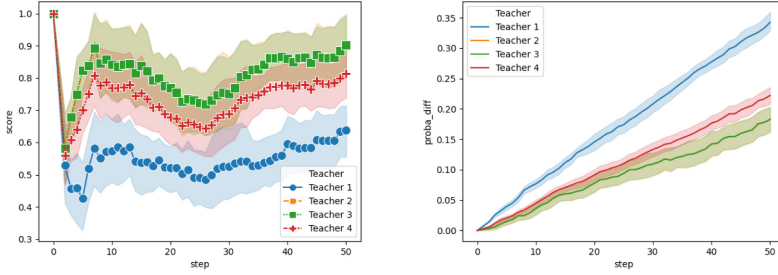 1.0
0.9
0.8
0.7
0.6
0.5
0.4
0.3
score
0
10
20
30
40
50
step
Teacher
Teacher 1
Teacher 2
Teacher 3
Teacher 4
0.35
0.30
0.25
0.20
0.15
0.10
0.05
0.00
proba_diff
0
10
20
30
40
50
step
Teacher
Teacher 1
Teacher 2
Teacher 3
Teacher 4